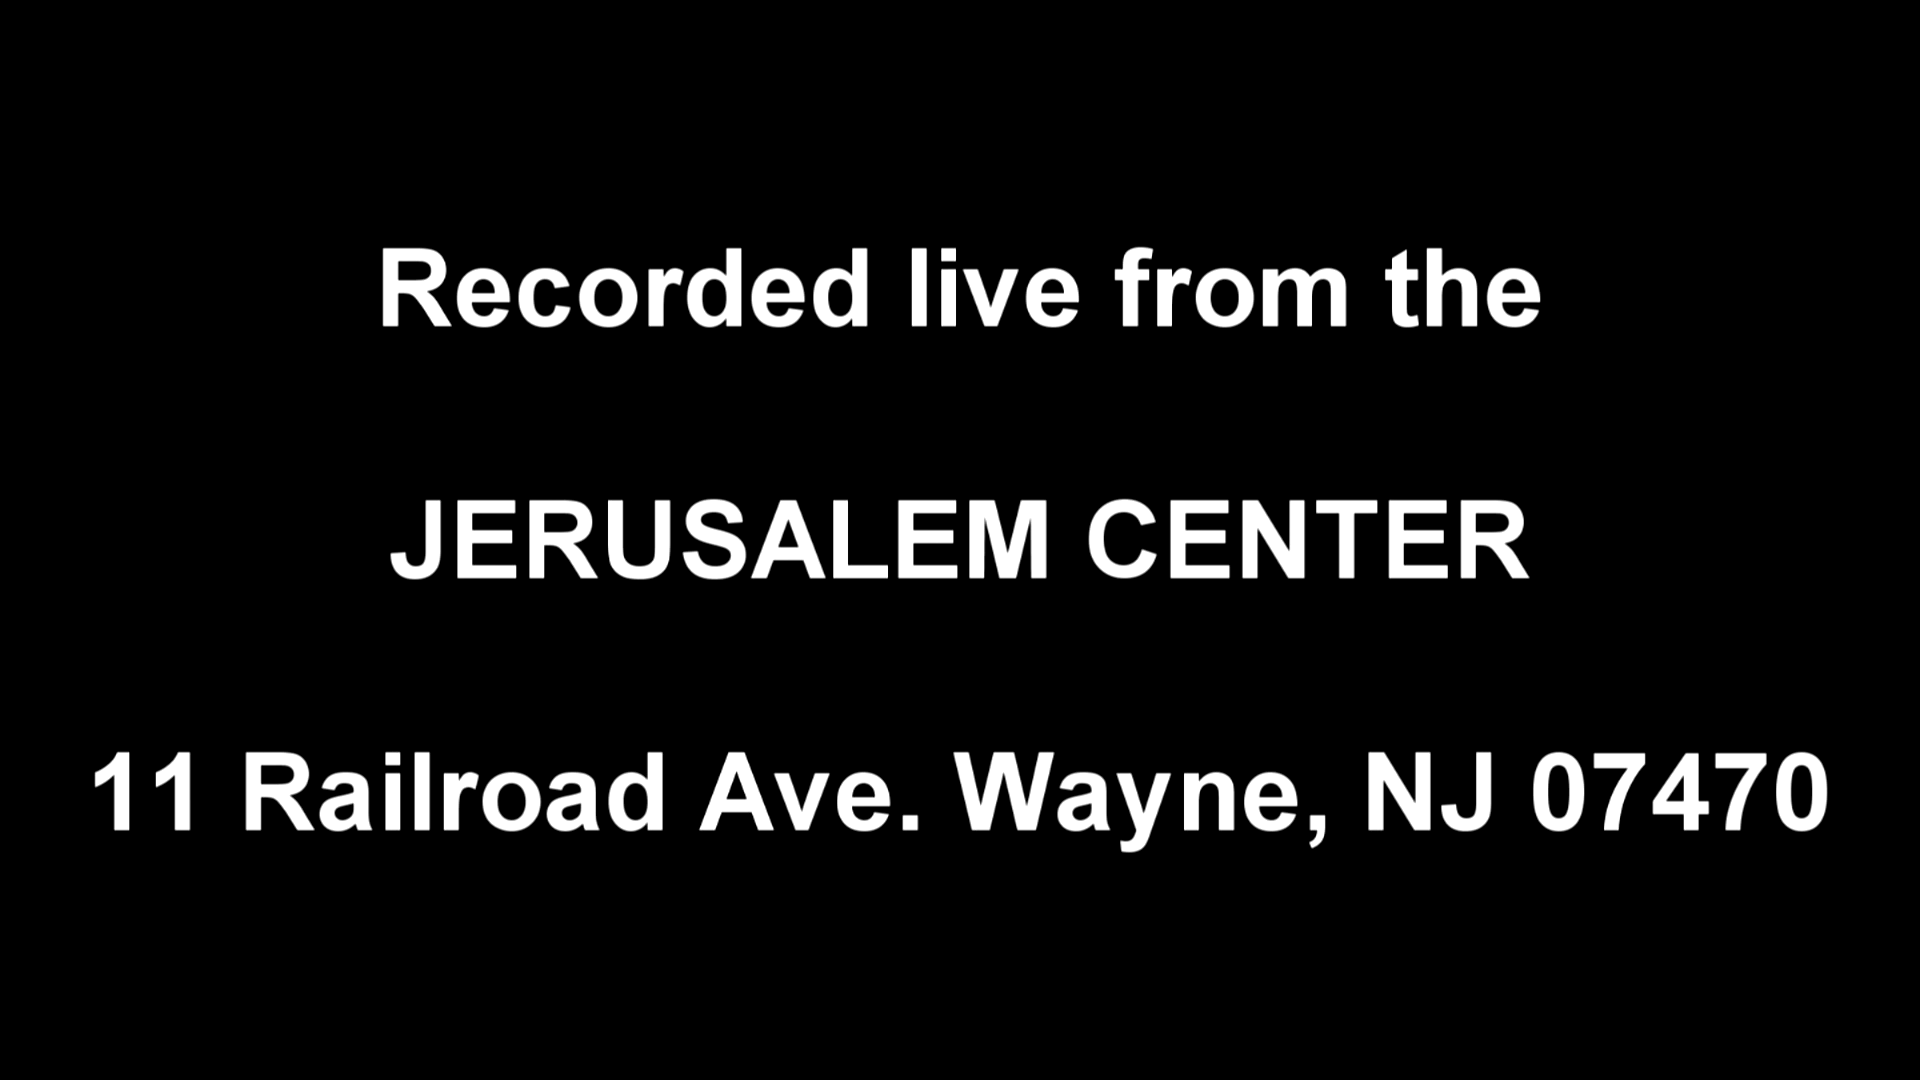 Recorded live from the
JERUSALEM CENTER
11 Railroad Ave. Wayne, NJ 07470